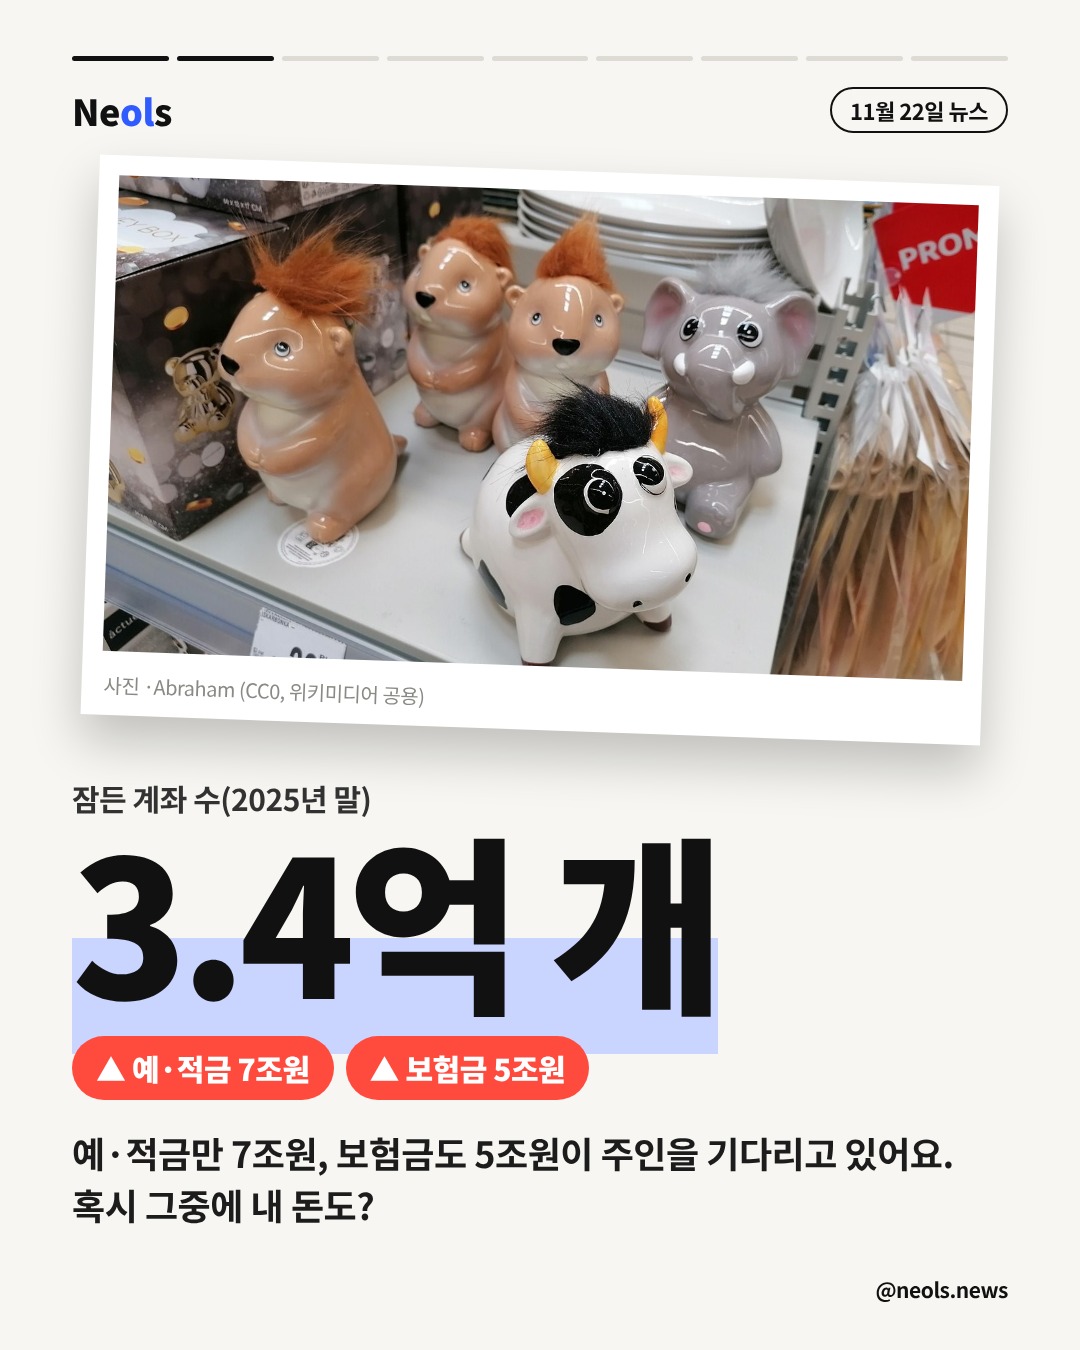 Neols
11월 22일 뉴스
PRON
사진 · Abraham (CC0, 위키미디어 공용)
잠든 계좌 수(2025년 말)
3.4억 개
▲ 예·적금 7조원
▲ 보험금 5조원
예·적금만 7조원, 보험금도 5조원이 주인을 기다리고 있어요.
혹시 그중에 내 돈도?
@neols.news